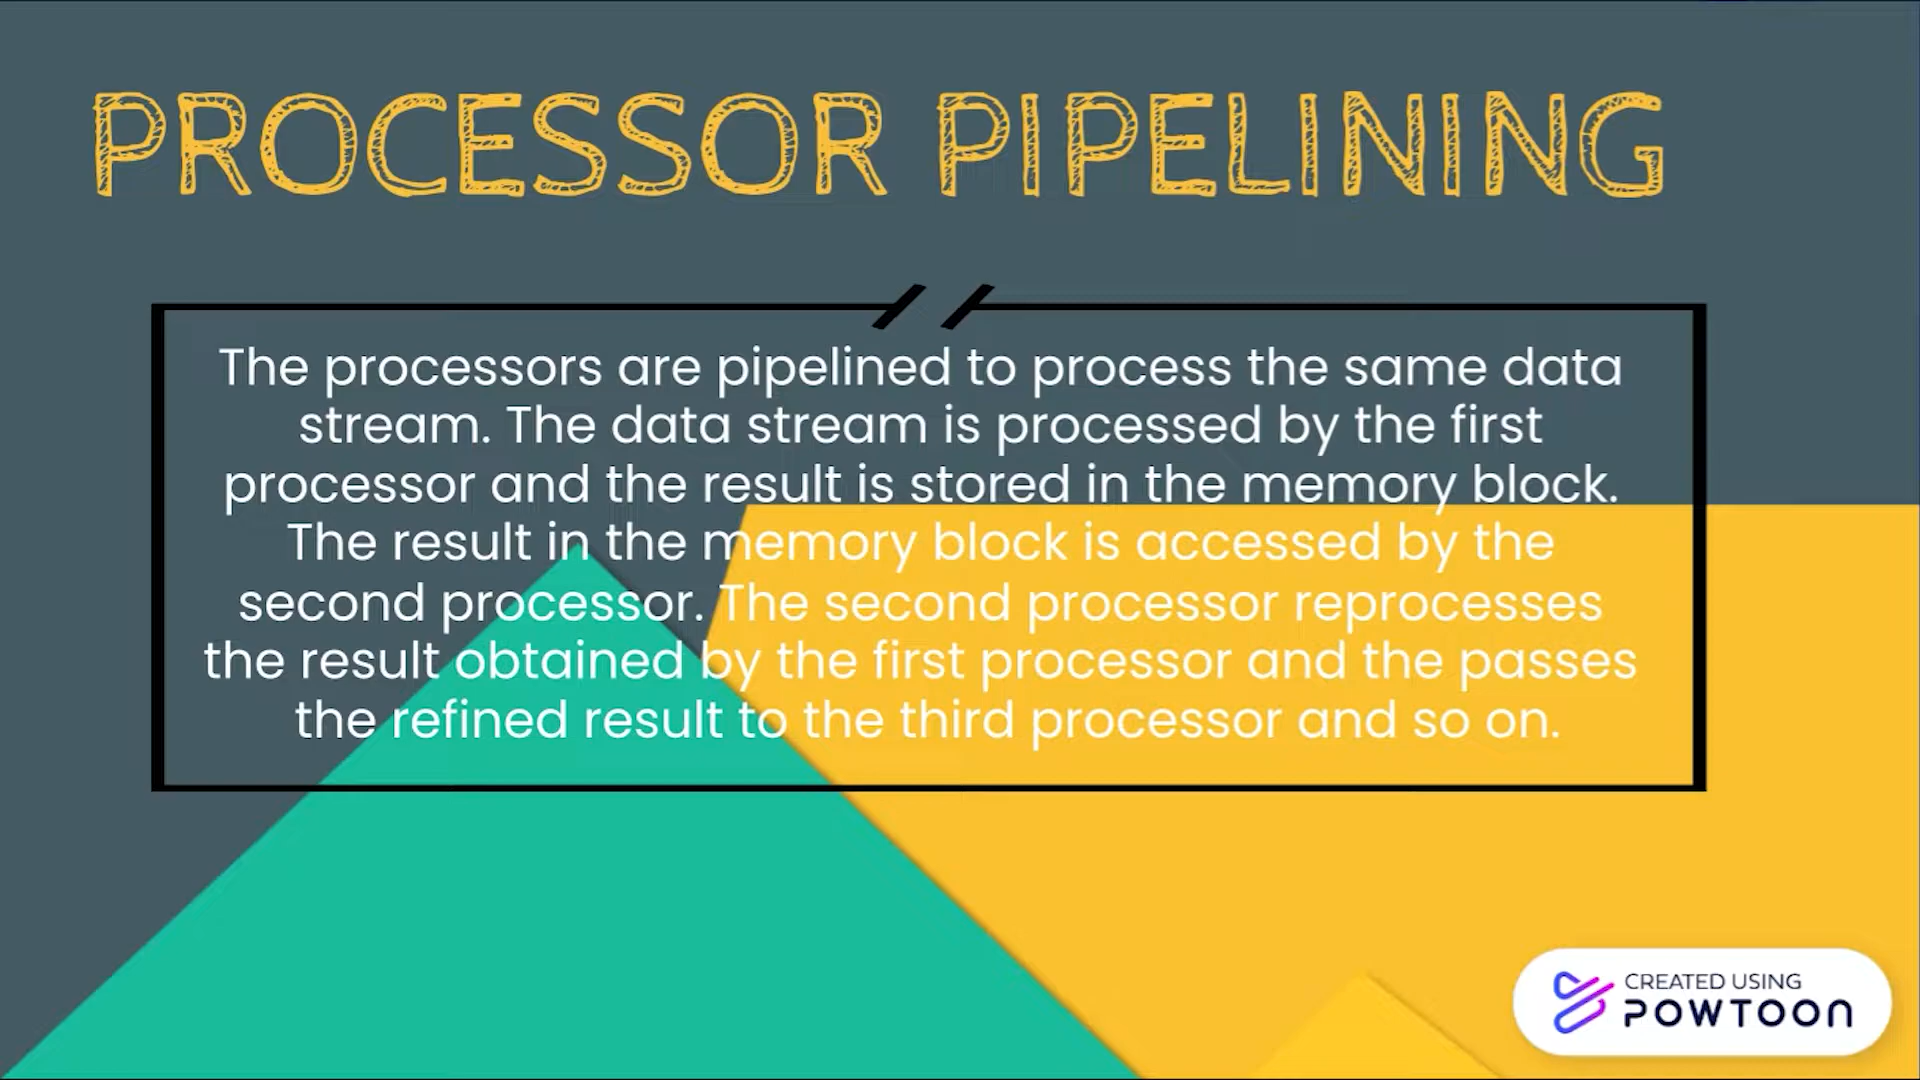 PROCESSOR PIPELINING
The processors are pipelined to process the same data
stream. The data stream is processed by the first
processor and the result is stored in the memory block.
The result in the memory block is accessed by the
second processor. The second processor reprocesses
the result obtained by the first processor and the passes
the refined result to the third processor and so on.
CREATED USING
POWTOON